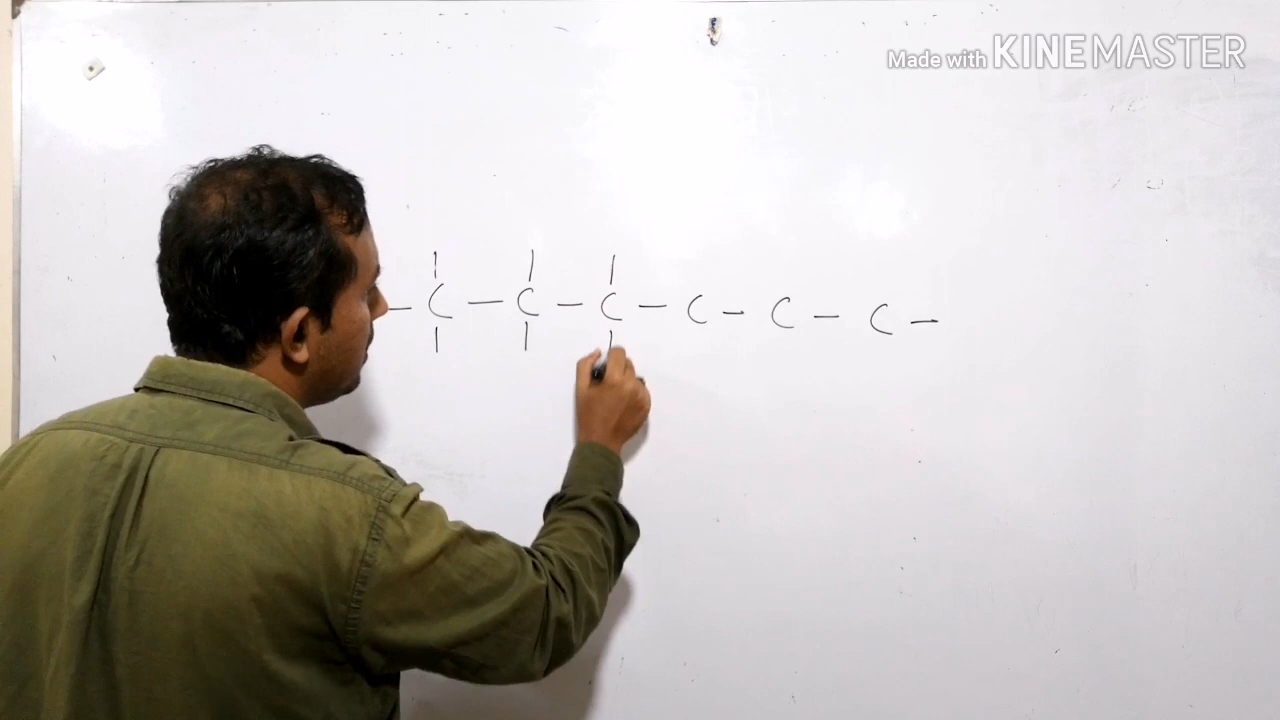 Made with KINEMASTER
— C — C — C — C — C — C —